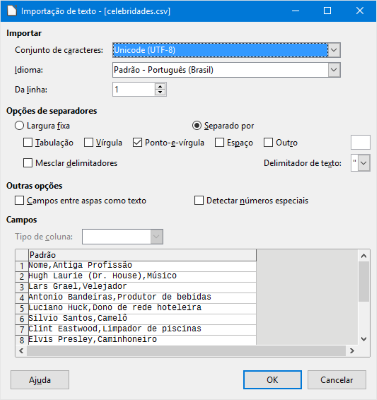 Importação de texto - [celebridades.csv]
Importar
Conjunto de caracteres: Unicode (UTF-8)
Idioma: Padrão - Português (Brasil)
Da linha: 1
Opções de separadores
Largura fixa Separado por
Tabulação Vírgula Ponto-e-vírgula Espaço Outro
Mesclar delimitadores Delimitador de texto: "
Outras opções
Campos entre aspas como texto Detectar números especiais
Campos
Tipo de coluna:
Padrão
1 Nome,Antiga Profissão
2 Hugh Laurie (Dr. House),Músico
3 Lars Grael,Velejador
4 Antonio Bandeiras,Produtor de bebidas
5 Luciano Huck,Dono de rede hoteleira
6 Silvio Santos,Camelô
7 Clint Eastwood,Limpador de piscinas
8 Elvis Presley,Caminhoneiro
Ajuda OK Cancelar